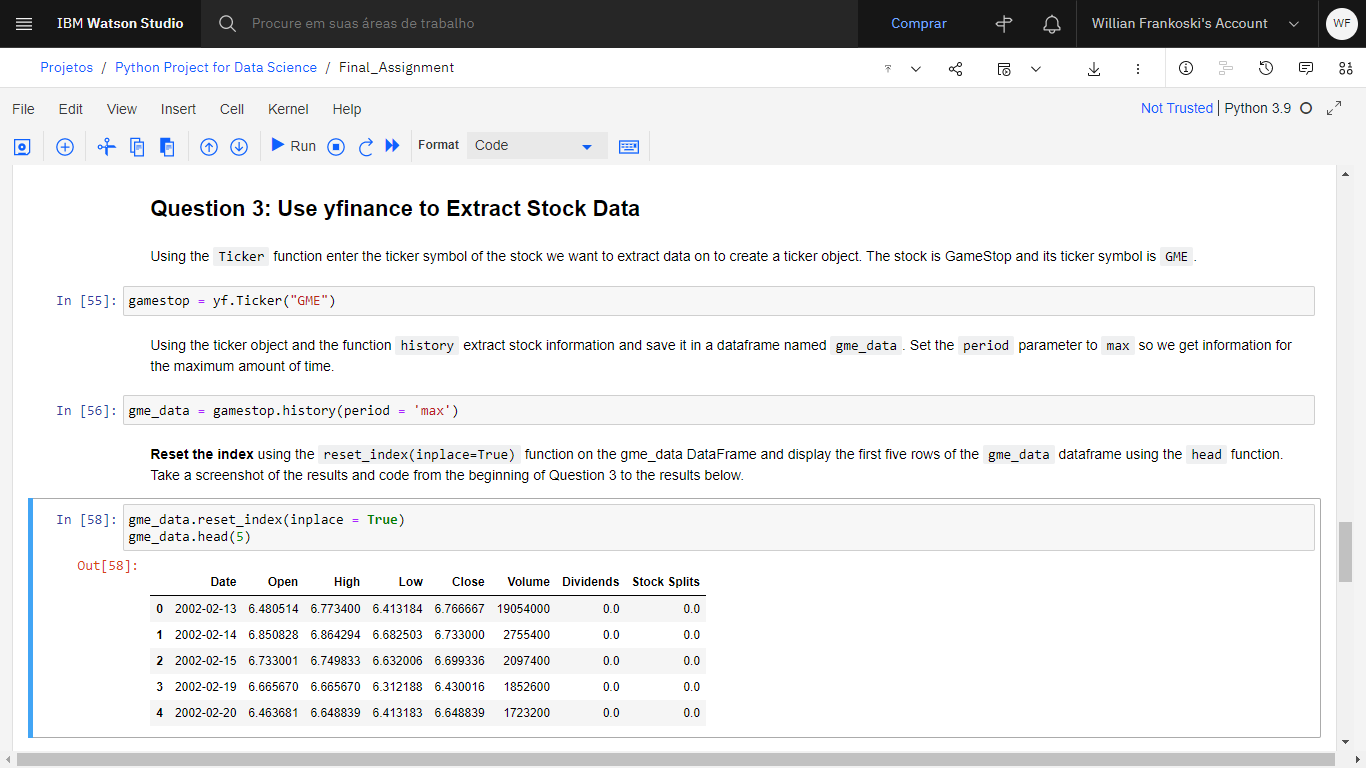 IBM Watson Studio
Procure em suas áreas de trabalho
Comprar
Willian Frankoski's Account
WF
Projetos / Python Project for Data Science / Final_Assignment
File Edit View Insert Cell Kernel Help
Not Trusted | Python 3.9
Run
Format
Code
Question 3: Use yfinance to Extract Stock Data
Using the Ticker function enter the ticker symbol of the stock we want to extract data on to create a ticker object. The stock is GameStop and its ticker symbol is GME .
In [55]: gamestop = yf.Ticker("GME")
Using the ticker object and the function history extract stock information and save it in a dataframe named gme_data . Set the period parameter to max so we get information for
the maximum amount of time.
In [56]: gme_data = gamestop.history(period = 'max')
Reset the index using the reset_index(inplace=True) function on the gme_data DataFrame and display the first five rows of the gme_data dataframe using the head function.
Take a screenshot of the results and code from the beginning of Question 3 to the results below.
In [58]: gme_data.reset_index(inplace = True)
gme_data.head(5)
Out[58]:
Date Open High Low Close Volume Dividends Stock Splits
0 2002-02-13 6.480514 6.773400 6.413184 6.766667 19054000 0.0 0.0
1 2002-02-14 6.850828 6.864294 6.682503 6.733000 2755400 0.0 0.0
2 2002-02-15 6.733001 6.749833 6.632006 6.699336 2097400 0.0 0.0
3 2002-02-19 6.665670 6.665670 6.312188 6.430016 1852600 0.0 0.0
4 2002-02-20 6.463681 6.648839 6.413183 6.648839 1723200 0.0 0.0